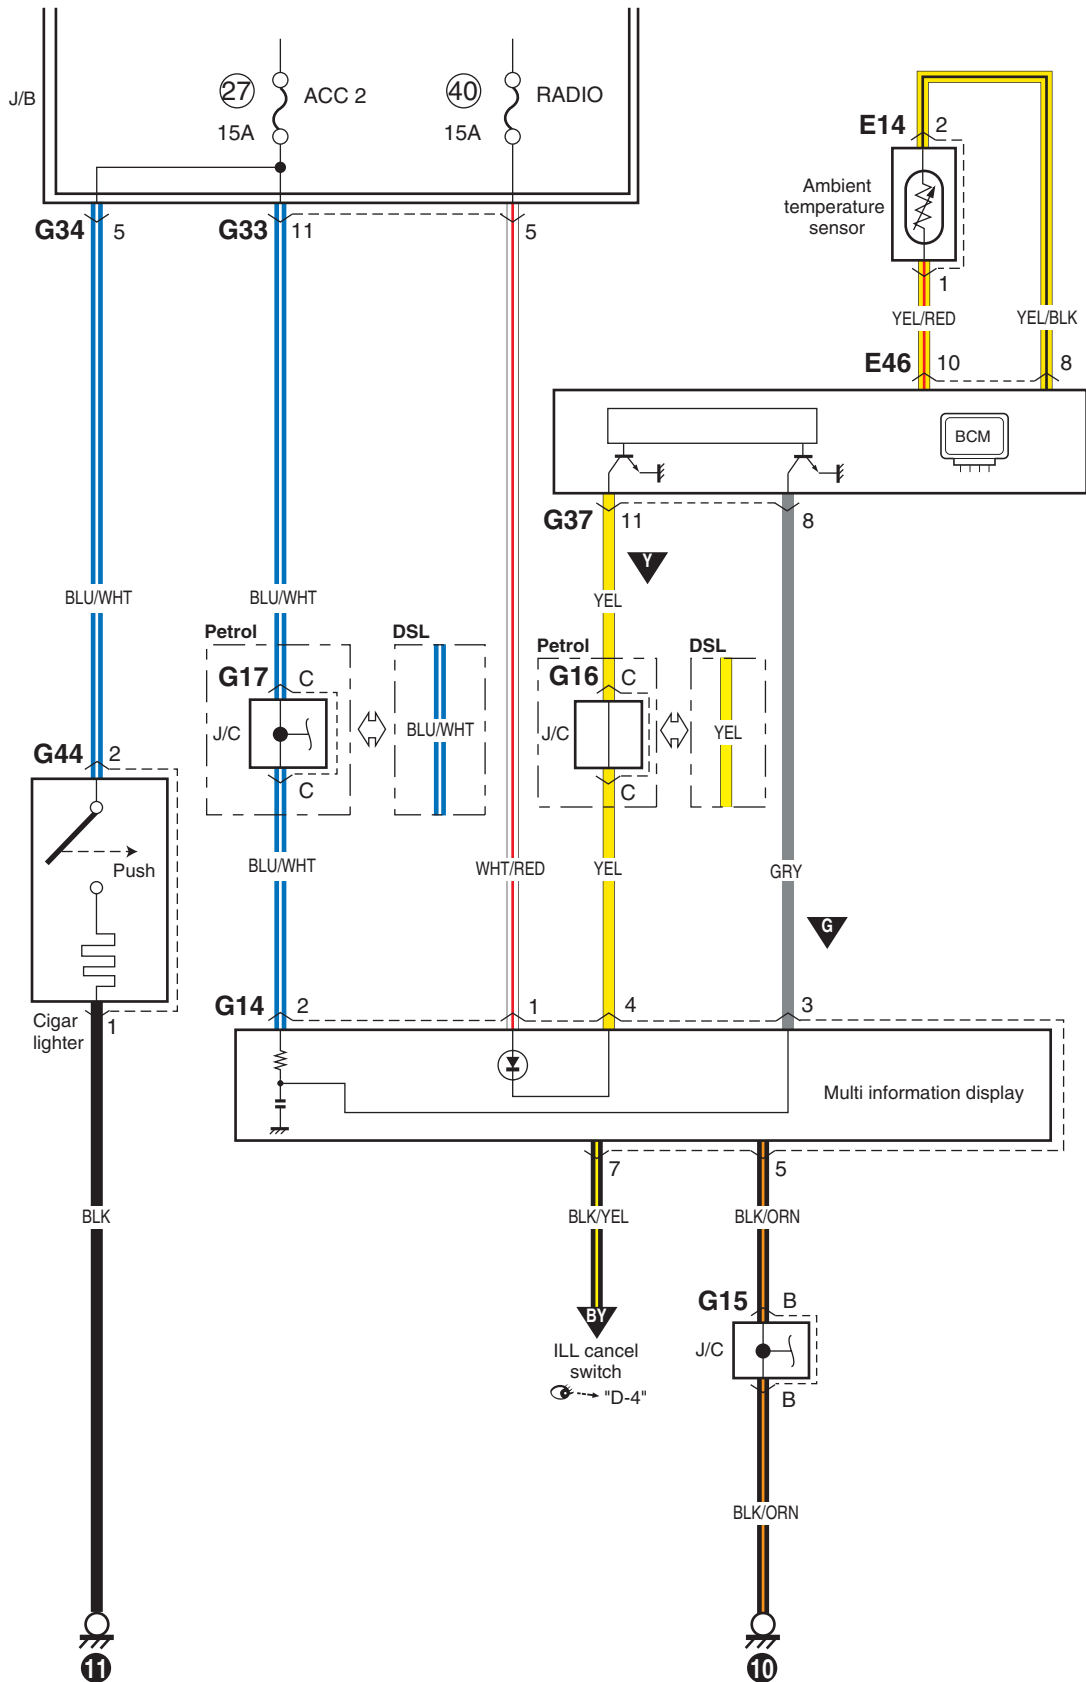 J/B
27
ACC 2
15A
40
RADIO
15A
E14 2
Ambient
temperature
sensor
1
G34 5
G33 11
5
YEL/RED
YEL/BLK
E46 10
8
BCM
G37 11
8
Y
BLU/WHT
BLU/WHT
YEL
Petrol
DSL
Petrol
DSL
G17 C
G16 C
J/C
BLU/WHT
J/C
YEL
C
C
G44 2
Push
BLU/WHT
WHT/RED
YEL
GRY
G
G14 2
1
4
3
Cigar
lighter
1
Multi information display
7
5
BLK
BLK/YEL
BLK/ORN
BY
ILL cancel
switch
"D-4"
G15 B
J/C
B
BLK/ORN
11
10